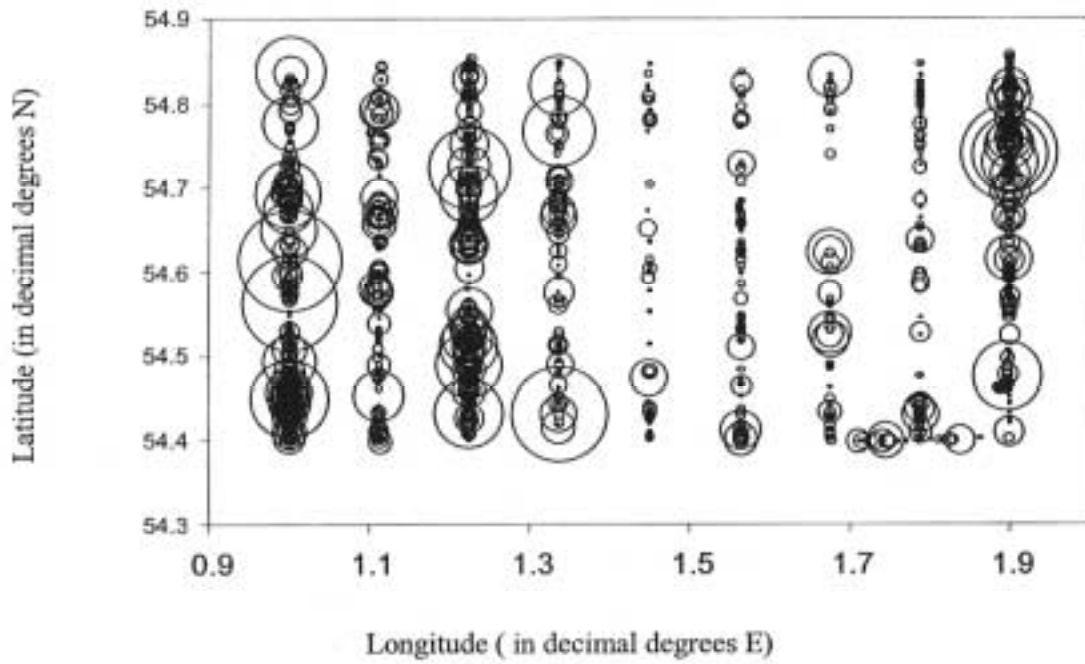 Latitude (in decimal degrees N)
54.9
54.8
54.7
54.6
54.5
54.4
54.3
0.9 1.1 1.3 1.5 1.7 1.9
Longitude ( in decimal degrees E)